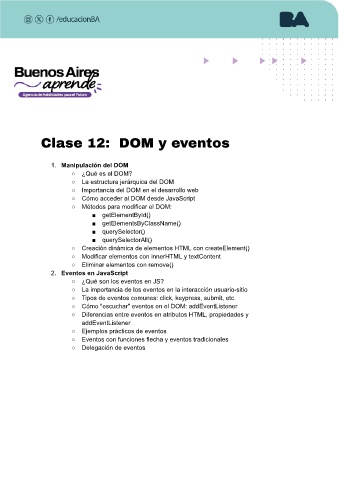 /educacionBA
BA
Buenos Aires
aprende
Agencia de Habilidades para el Futuro
Clase 12: DOM y eventos
1. Manipulación del DOM
○ ¿Qué es el DOM?
○ La estructura jerárquica del DOM
○ Importancia del DOM en el desarrollo web
○ Cómo acceder al DOM desde JavaScript
○ Métodos para modificar el DOM:
■ getElementById()
■ getElementsByClassName()
■ querySelector()
■ querySelectorAll()
○ Creación dinámica de elementos HTML con createElement()
○ Modificar elementos con innerHTML y textContent
○ Eliminar elementos con remove()
2. Eventos en JavaScript
○ ¿Qué son los eventos en JS?
○ La importancia de los eventos en la interacción usuario-sitio
○ Tipos de eventos comunes: click, keypress, submit, etc.
○ Cómo "escuchar" eventos en el DOM: addEventListener
○ Diferencias entre eventos en atributos HTML, propiedades y
addEventListener
○ Ejemplos prácticos de eventos
○ Eventos con funciones flecha y eventos tradicionales
○ Delegación de eventos